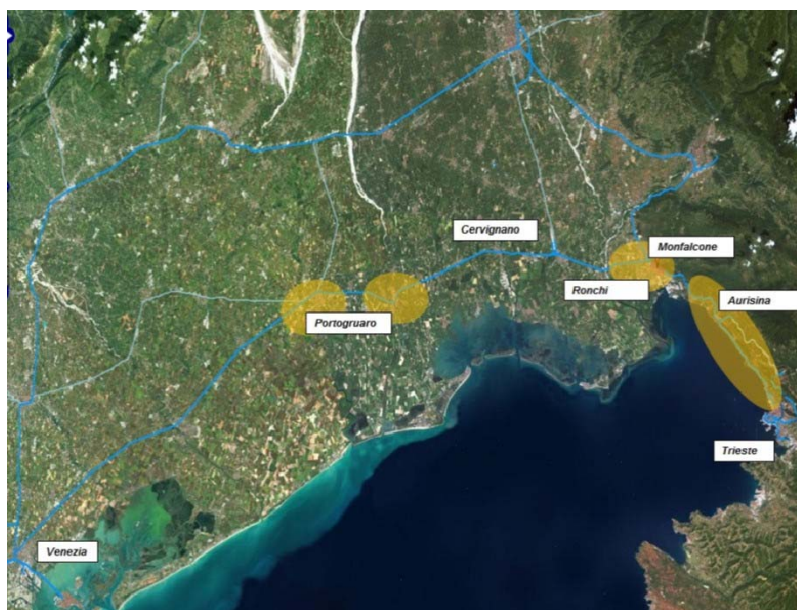 Cervignano
Monfalcone
Ronchi
Aurisina
Portogruaro
Trieste
Venezia